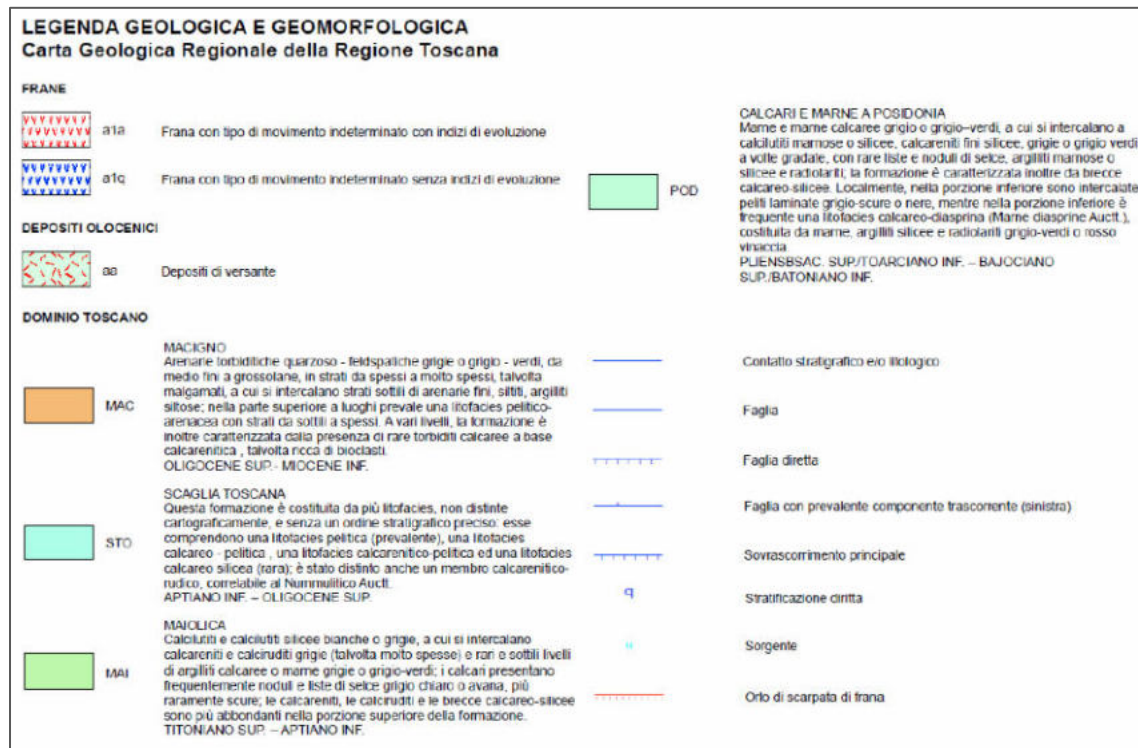 LEGENDA GEOLOGICA E GEOMORFOLOGICA
Carta Geologica Regionale della Regione Toscana
FRANE
a1a Frana con tipo di movimento indeterminato con indizi di evoluzione
a1q Frana con tipo di movimento indeterminato senza indizi di evoluzione
DEPOSITI OLOCENICI
aa Depositi di versante
DOMINIO TOSCANO
MACIGNO
Arenarie torbiditiche quarzoso - feldspatiche grigie o grigio - verdi, da
medio fini a grossolane, in strati da spessi a molto spessi, talvolta
malgamati, a cui si intercalano strati sottili di arenarie fini, siltiti, argilliti
siltose; nella parte superiore a luoghi prevale una litofacies pelitico-
arenacea con strati da sottili a spessi. A vari livelli, la formazione è
inoltre caratterizzata dalla presenza di rare torbiditi calcaree a base
calcarenitica , talvolta ricca di bioclasti.
OLIGOCENE SUP.- MIOCENE INF.
MAC
SCAGLIA TOSCANA
Questa formazione è costituita da più litofacies, non distinte
cartograficamente, e senza un ordine stratigrafico preciso: esse
comprendono una litofacies pelitica (prevalente), una litofacies
calcareo - pelitica , una litofacies calcarenitico-pelitica ed una litofacies
calcareo silicea (rara); è stato distinto anche un membro calcarenitico-
rudico, correlabile al Nummulitico Auctt.
APTIANO INF. – OLIGOCENE SUP.
STO
MAIOLICA
Calcilutiti e calcilutiti silicee bianche o grigie, a cui si intercalano
calcareniti e calciruditi grigie (talvolta molto spesse) e rari e sottili livelli
di argilliti calcaree o marne grigie o grigio-verdi; i calcari presentano
frequentemente noduli e liste di selce grigio chiaro o avana, più
raramente scure; le calcareniti, le calciruditi e le brecce calcareo-silicee
sono più abbondanti nella porzione superiore della formazione.
TITONIANO SUP. – APTIANO INF.
MAI
CALCARI E MARNE A POSIDONIA
Marne e marne calcaree grigio o grigio–verdi, a cui si intercalano a
calcilutiti marnose o silicee, calcareniti fini silicee, grigie o grigio verdi
a volte gradate, con rare liste e noduli di selce, argilliti marnose o
silicee e radiolariti; la formazione è caratterizzata inoltre da brecce
calcareo-silicee. Localmente, nella porzione inferiore sono intercalate
peliti laminate grigio-scure o nere, mentre nella porzione inferiore è
frequente una litofacies calcareo-diasprina (Marne diasprine Auctt.),
costituita da marne, argilliti silicee e radiolariti grigio-verdi o rosso
vinaccia.
PLIENSBSAC. SUP./TOARCIANO INF. – BAJOCIANO
SUP./BATONIANO INF.
POD
Contatto stratigrafico e/o litologico
Faglia
Faglia diretta
Faglia con prevalente componente trascorrente (sinistra)
Sovrascorrimento principale
Stratificazione diritta
Sorgente
Orlo di scarpata di frana